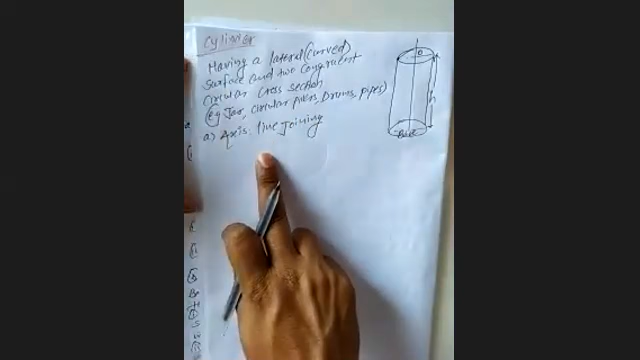 Cylinder
Having a lateral (curved)
surface and two congruent
circular cross section
eg Jar, circular pillars, Drums, pipes)
a) Axis: line joining
o
h
Base